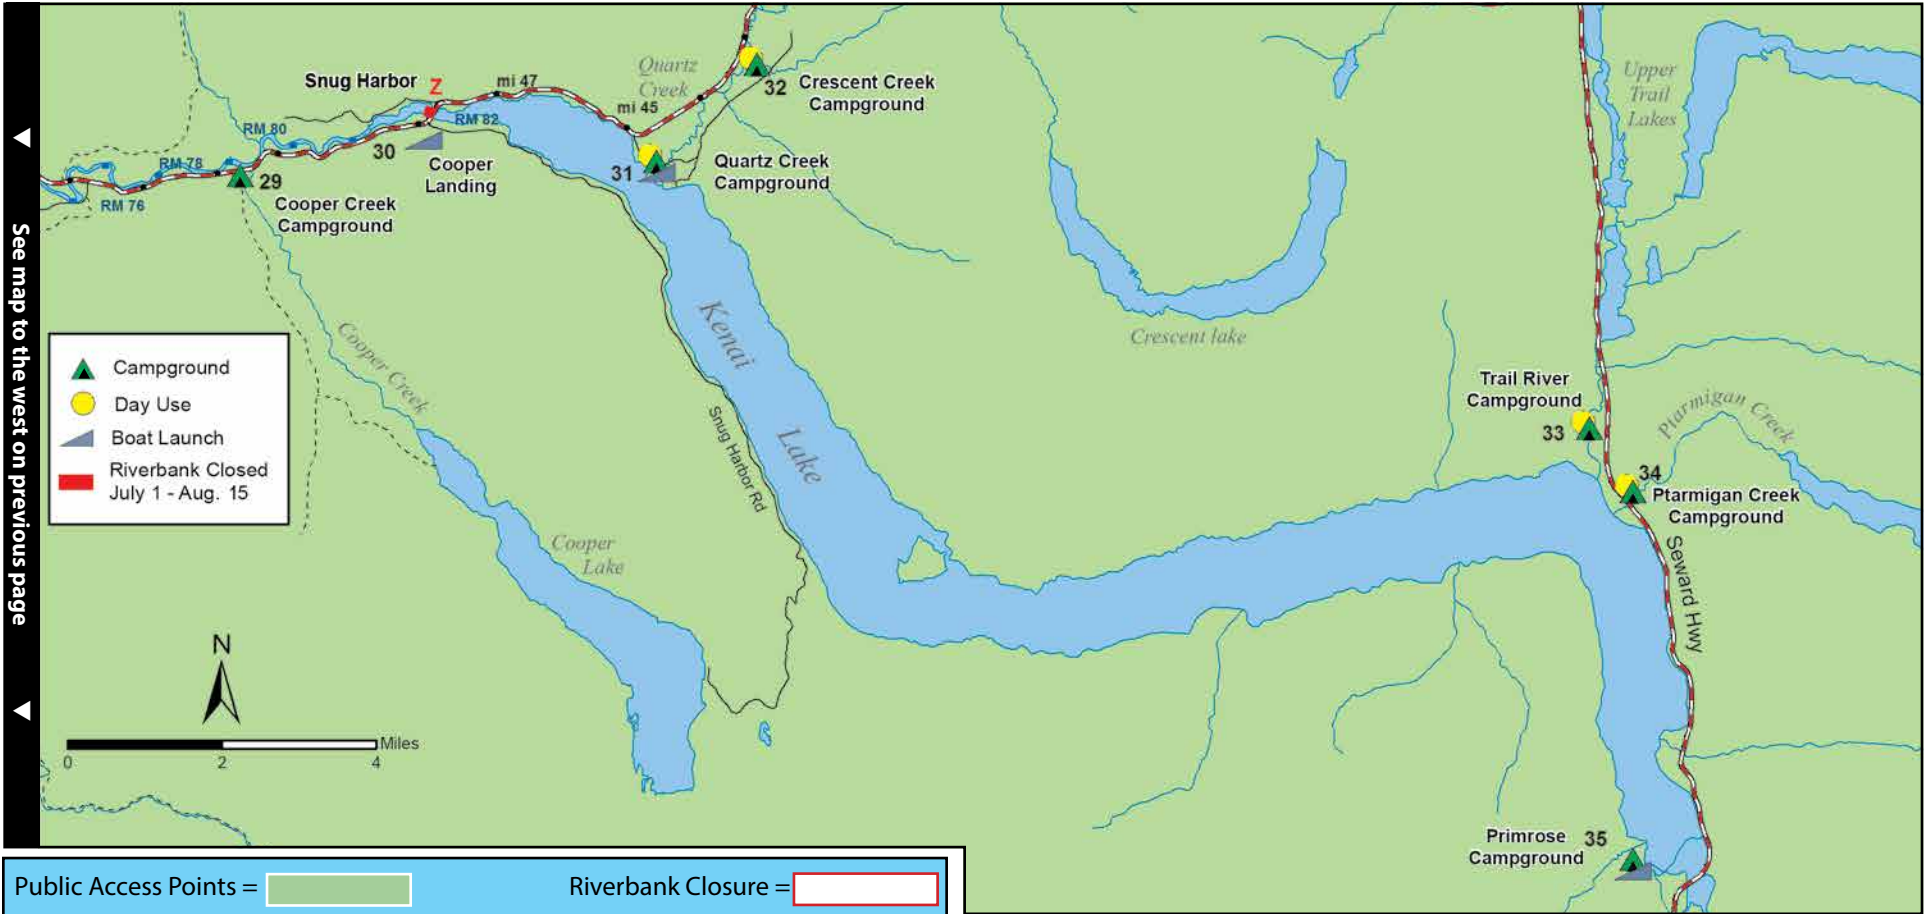 See map to the west on previous page
Snug Harbor
Z
mi 47
Quartz
Creek
mi 45
32
Crescent Creek
Campground
Upper
Trail
Lakes
RM 80
RM 82
30
Cooper
Landing
31
Quartz Creek
Campground
RM 78
29
RM 76
Cooper Creek
Campground
Kenai
Lake
Crescent lake
Cooper Creek
Snug Harbor Rd
Campground
Day Use
Boat Launch
Riverbank Closed
July 1 - Aug. 15
Trail River
Campground
33
Ptarmigan Creek
34
Ptarmigan Creek
Campground
Seward Hwy
Cooper
Lake
N
Miles
0
2
4
Primrose
Campground
35
Public Access Points =
Riverbank Closure =